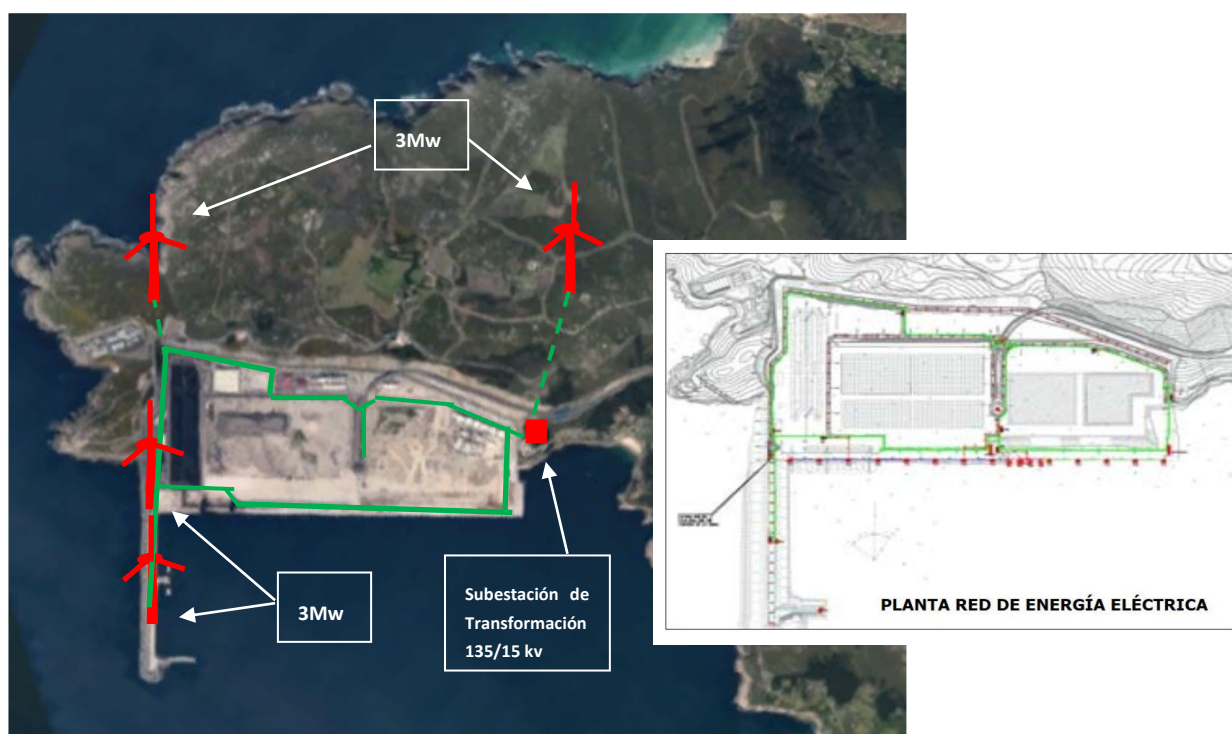 3Mw
3Mw
Subestación de
Transformación
135/15 kv
PLANTA RED DE ENERGÍA ELÉCTRICA